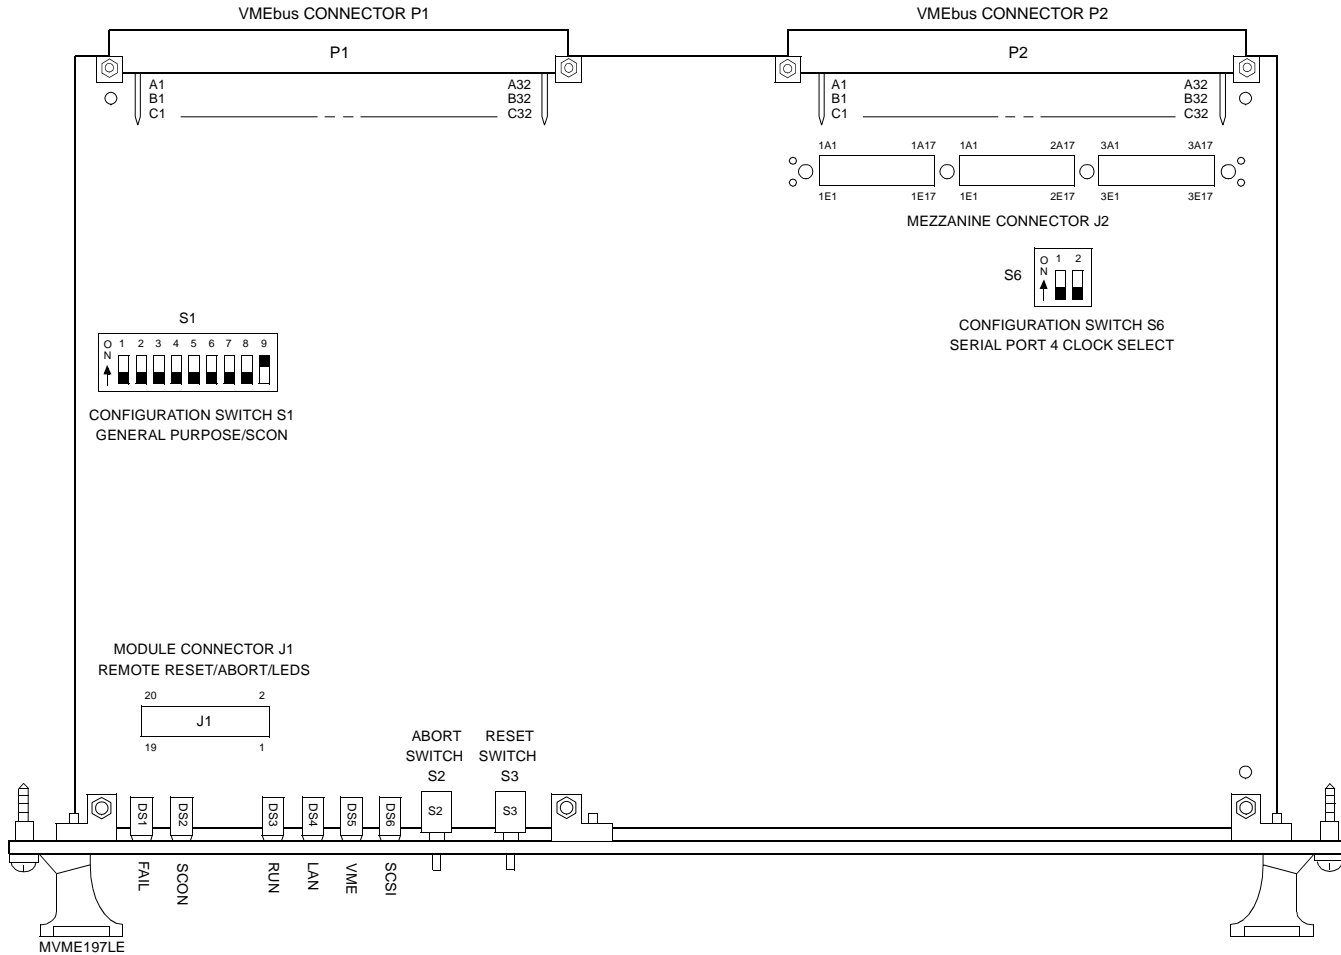 VMEbus CONNECTOR P1
VMEbus CONNECTOR P2
P1
P2
A1
B1
C1
A32
B32
C32
A1
B1
C1
A32
B32
C32
1A1
1A17
1A1
2A17
3A1
3A17
1E1
1E17
1E1
2E17
3E1
3E17
MEZZANINE CONNECTOR J2
S6
ON
1 2
CONFIGURATION SWITCH S6
SERIAL PORT 4 CLOCK SELECT
S1
ON
1 2 3 4 5 6 7 8 9
CONFIGURATION SWITCH S1
GENERAL PURPOSE/SCON
MODULE CONNECTOR J1
REMOTE RESET/ABORT/LEDS
20
2
J1
19
1
ABORT
SWITCH
S2
RESET
SWITCH
S3
DS1
DS2
DS3
DS4
DS5
DS6
S2
S3
FAIL
SCON
RUN
LAN
VME
SCSI
MVME197LE